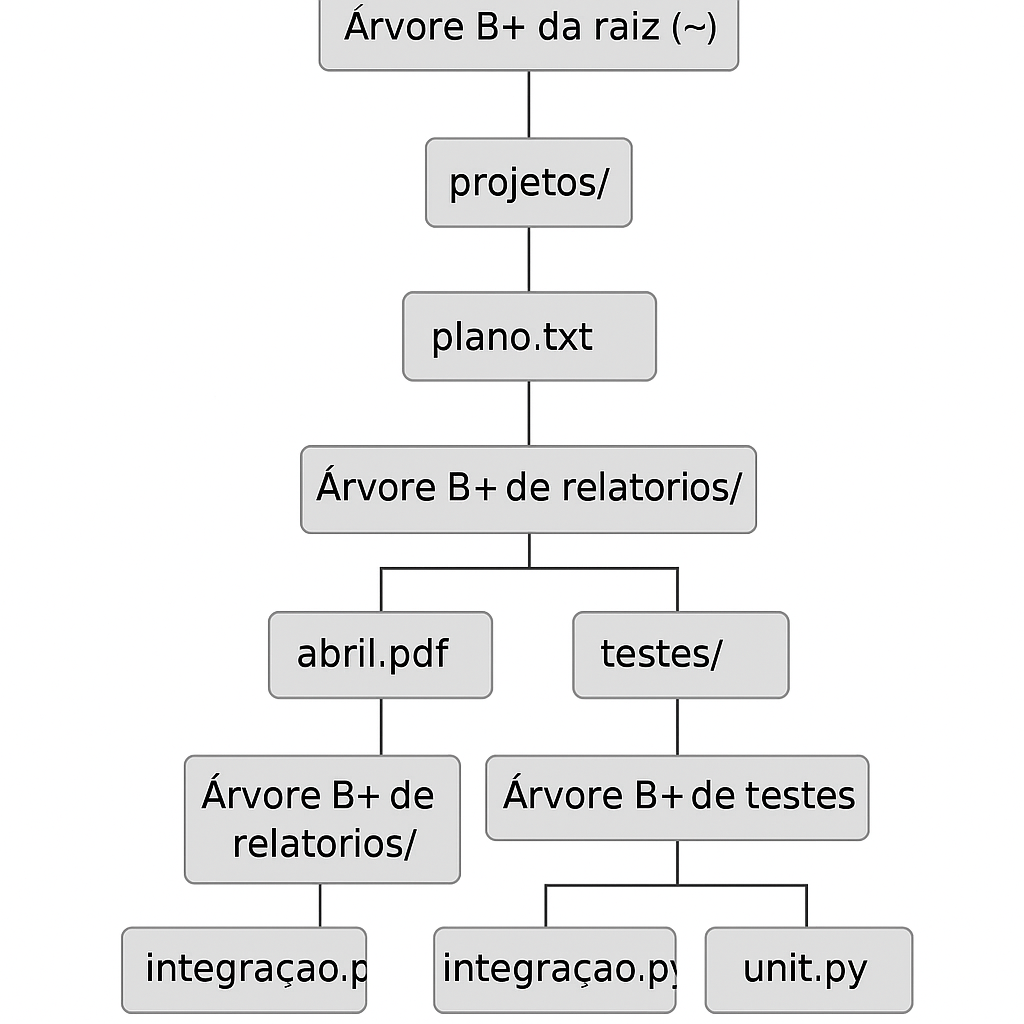 Árvore B+ da raiz (~)
projetos/
plano.txt
Árvore B+ de relatorios/
abril.pdf
testes/
Árvore B+ de
relatorios/
Árvore B+ de testes
integraçao.p
integraçao.py
unit.py